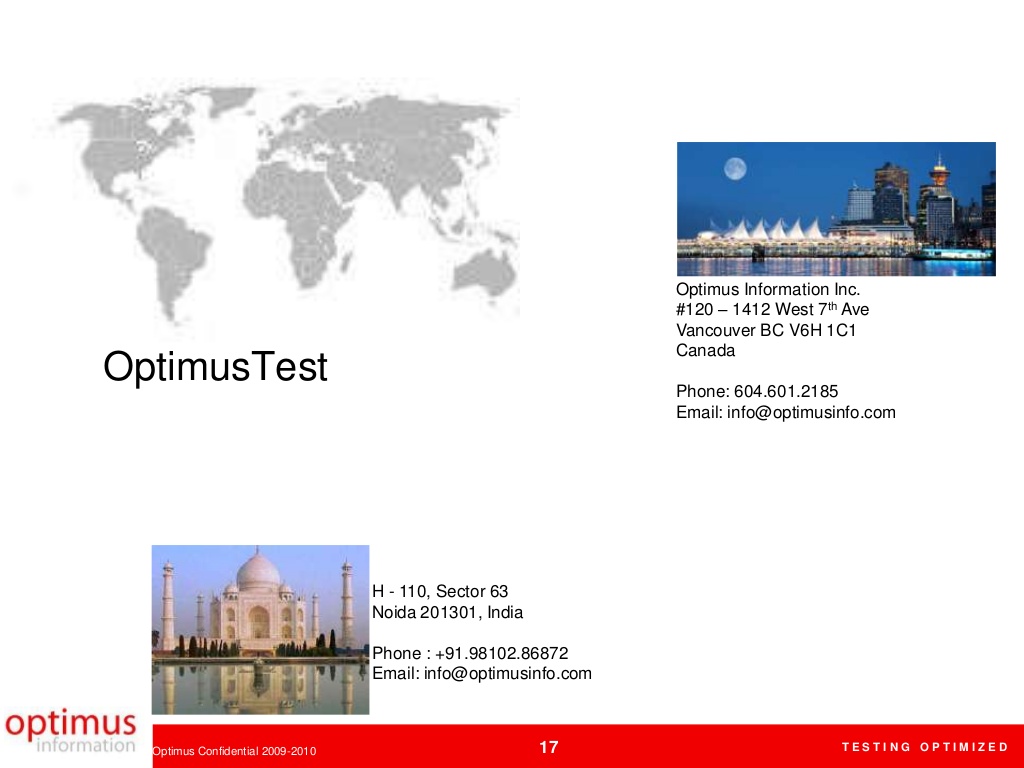 Optimus Information Inc.
#120 – 1412 West 7th Ave
Vancouver BC V6H 1C1
Canada
Phone: 604.601.2185
Email: info@optimusinfo.com
OptimusTest
H - 110, Sector 63
Noida 201301, India
Phone : +91.98102.86872
Email: info@optimusinfo.com
optimus
information
Optimus Confidential 2009-2010
17
TESTING OPTIMIZED